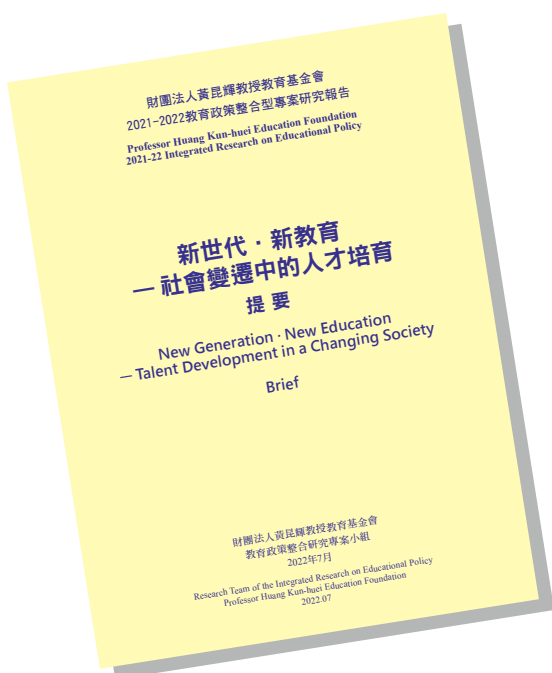 財團法人黃昆輝教授教育基金會
2021-2022教育政策整合型專案研究報告
Professor Huang Kun-huei Education Foundation
2021-22 Integrated Research on Educational Policy
新世代‧新教育
— 社會變遷中的人才培育
提 要
New Generation · New Education
— Talent Development in a Changing Society
Brief
財團法人黃昆輝教授教育基金會
教育政策整合研究專案小組
2022年7月
Research Team of the Integrated Research on Educational Policy
Professor Huang Kun-huei Education Foundation
2022.07